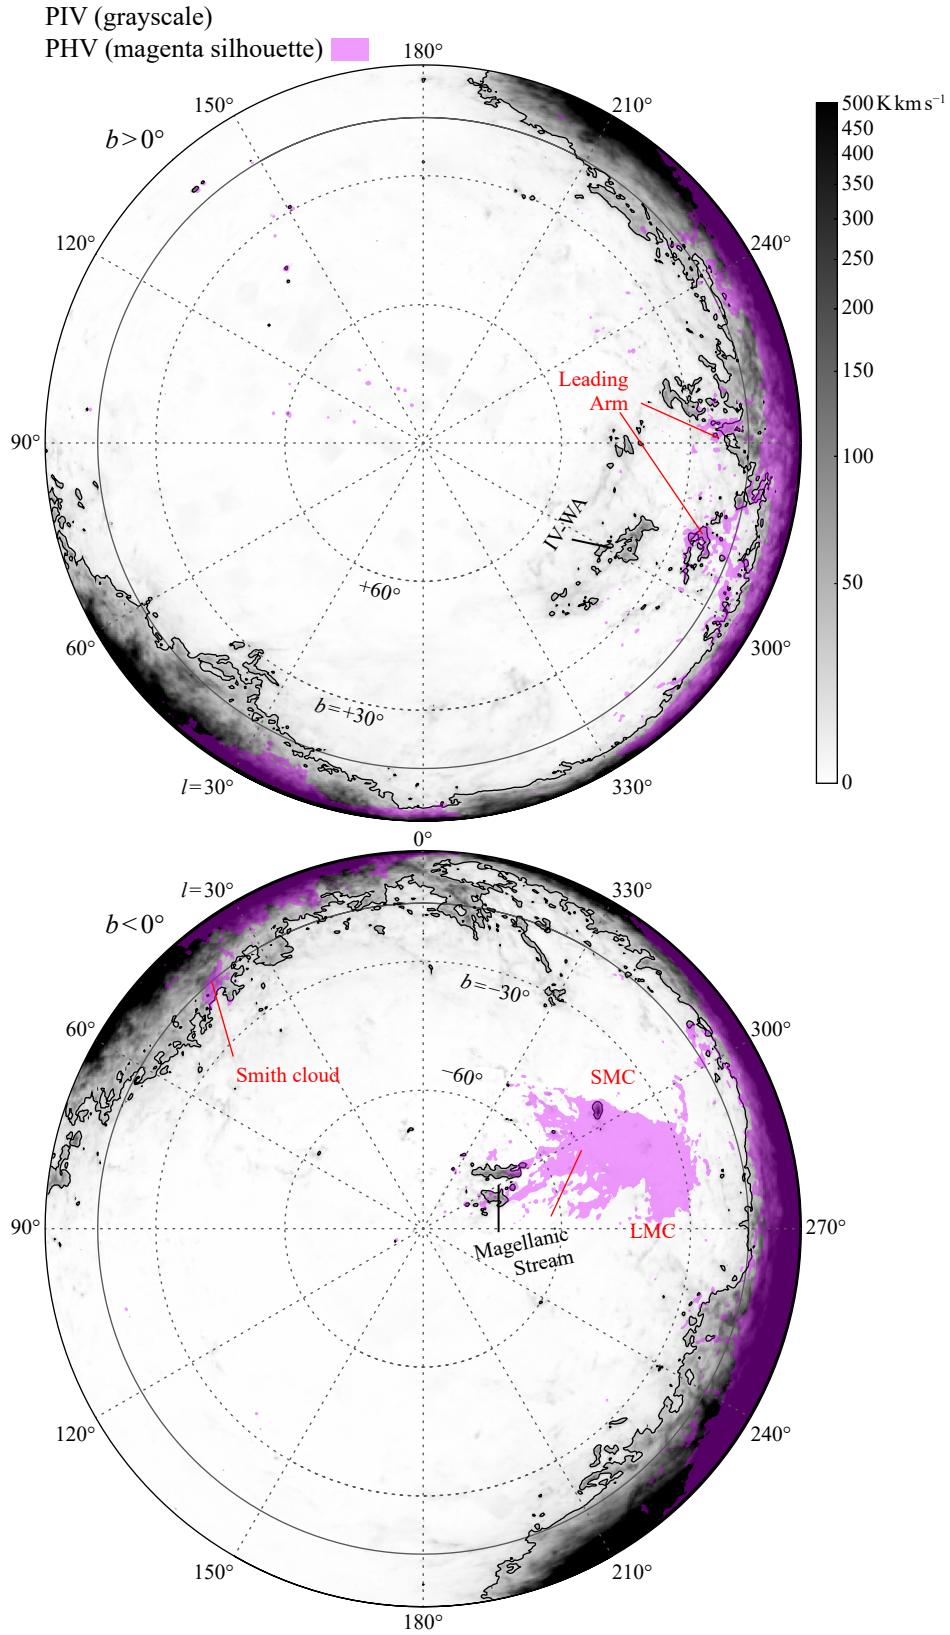 PIV (grayscale)
PHV (magenta silhouette)
180°
150°
210°
b>0°
500 K km s⁻¹
450
400
350
300
250
200
150
100
50
0
120°
240°
Leading
Arm
90°
IV-WA
+60°
60°
300°
b=+30°
l=30°
330°
0°
l=30°
330°
b<0°
b=−30°
60°
300°
−60°
Smith cloud
SMC
90°
270°
LMC
Magellanic
Stream
120°
240°
150°
210°
180°